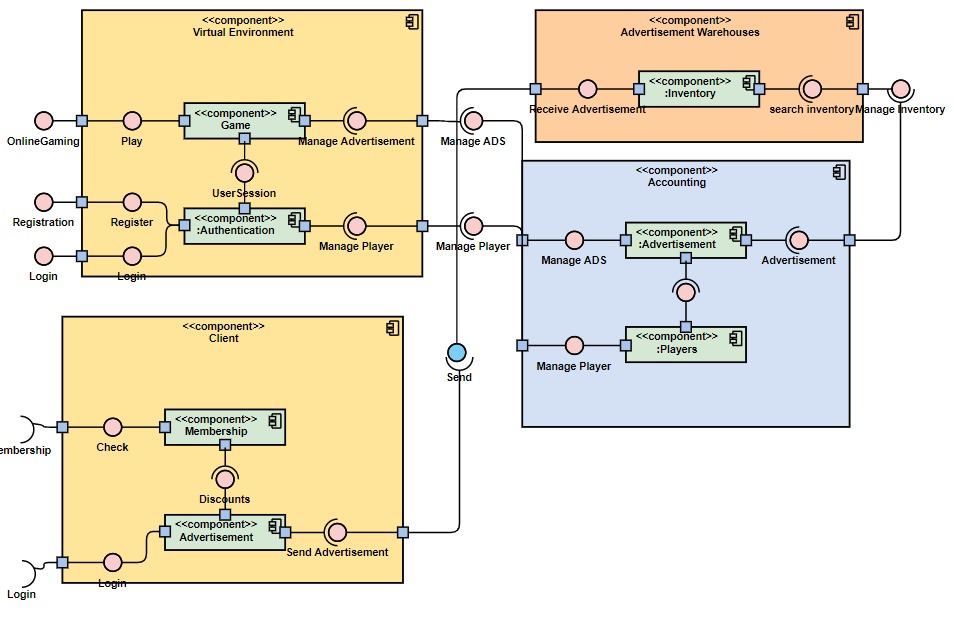 <<component>>
Virtual Environment
<<component>>
Game
OnlineGaming
Play
Manage Advertisement
Manage ADS
UserSession
<<component>>
:Authentication
Registration
Register
Manage Player
Manage Player
Login
Login
<<component>>
Advertisement Warehouses
<<component>>
:Inventory
Receive Advertisement
search inventory
Manage Inventory
<<component>>
Accounting
<<component>>
:Advertisement
Manage ADS
Advertisement
<<component>>
:Players
Manage Player
Send
<<component>>
Client
<<component>>
Membership
embership
Check
Discounts
<<component>>
Advertisement
Send Advertisement
Login
Login